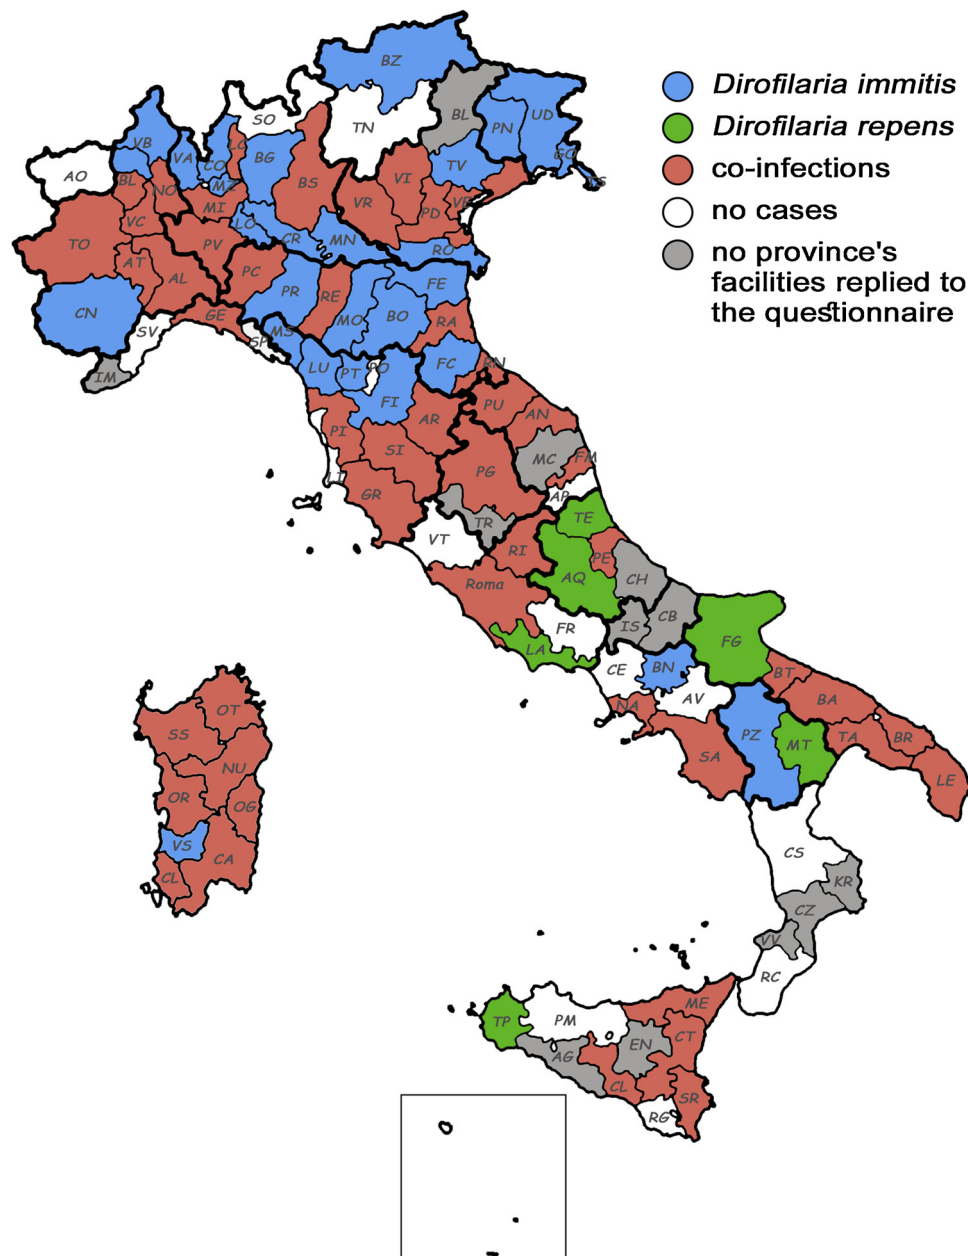 Dirofilaria immitis
Dirofilaria repens
co-infections
no cases
no province's
facilities replied to
the questionnaire
BZ
SO
TN
BL
PN
UD
VB
VA
CO
LC
BG
TV
GO
TS
AO
BL
NO
MZ
BS
VI
VR
PD
VE
MI
VC
LO
CR
MN
RO
TO
PV
AT
AL
PC
PR
RE
FE
CN
SV
GE
SP
MS
MO
BO
RA
IM
LU
PT
PO
FC
RN
FI
PU
AN
PI
AR
SI
LI
GR
PG
MC
FM
AP
TR
TE
VT
RI
PE
Roma
AQ
CH
FR
IS
CB
LA
FG
CE
BN
AV
BT
NA
BA
PZ
MT
TA
BR
SA
LE
OT
SS
NU
OR
OG
VS
CA
CL
CS
KR
CZ
VV
RC
ME
TP
PM
AG
EN
CT
CL
SR
RG